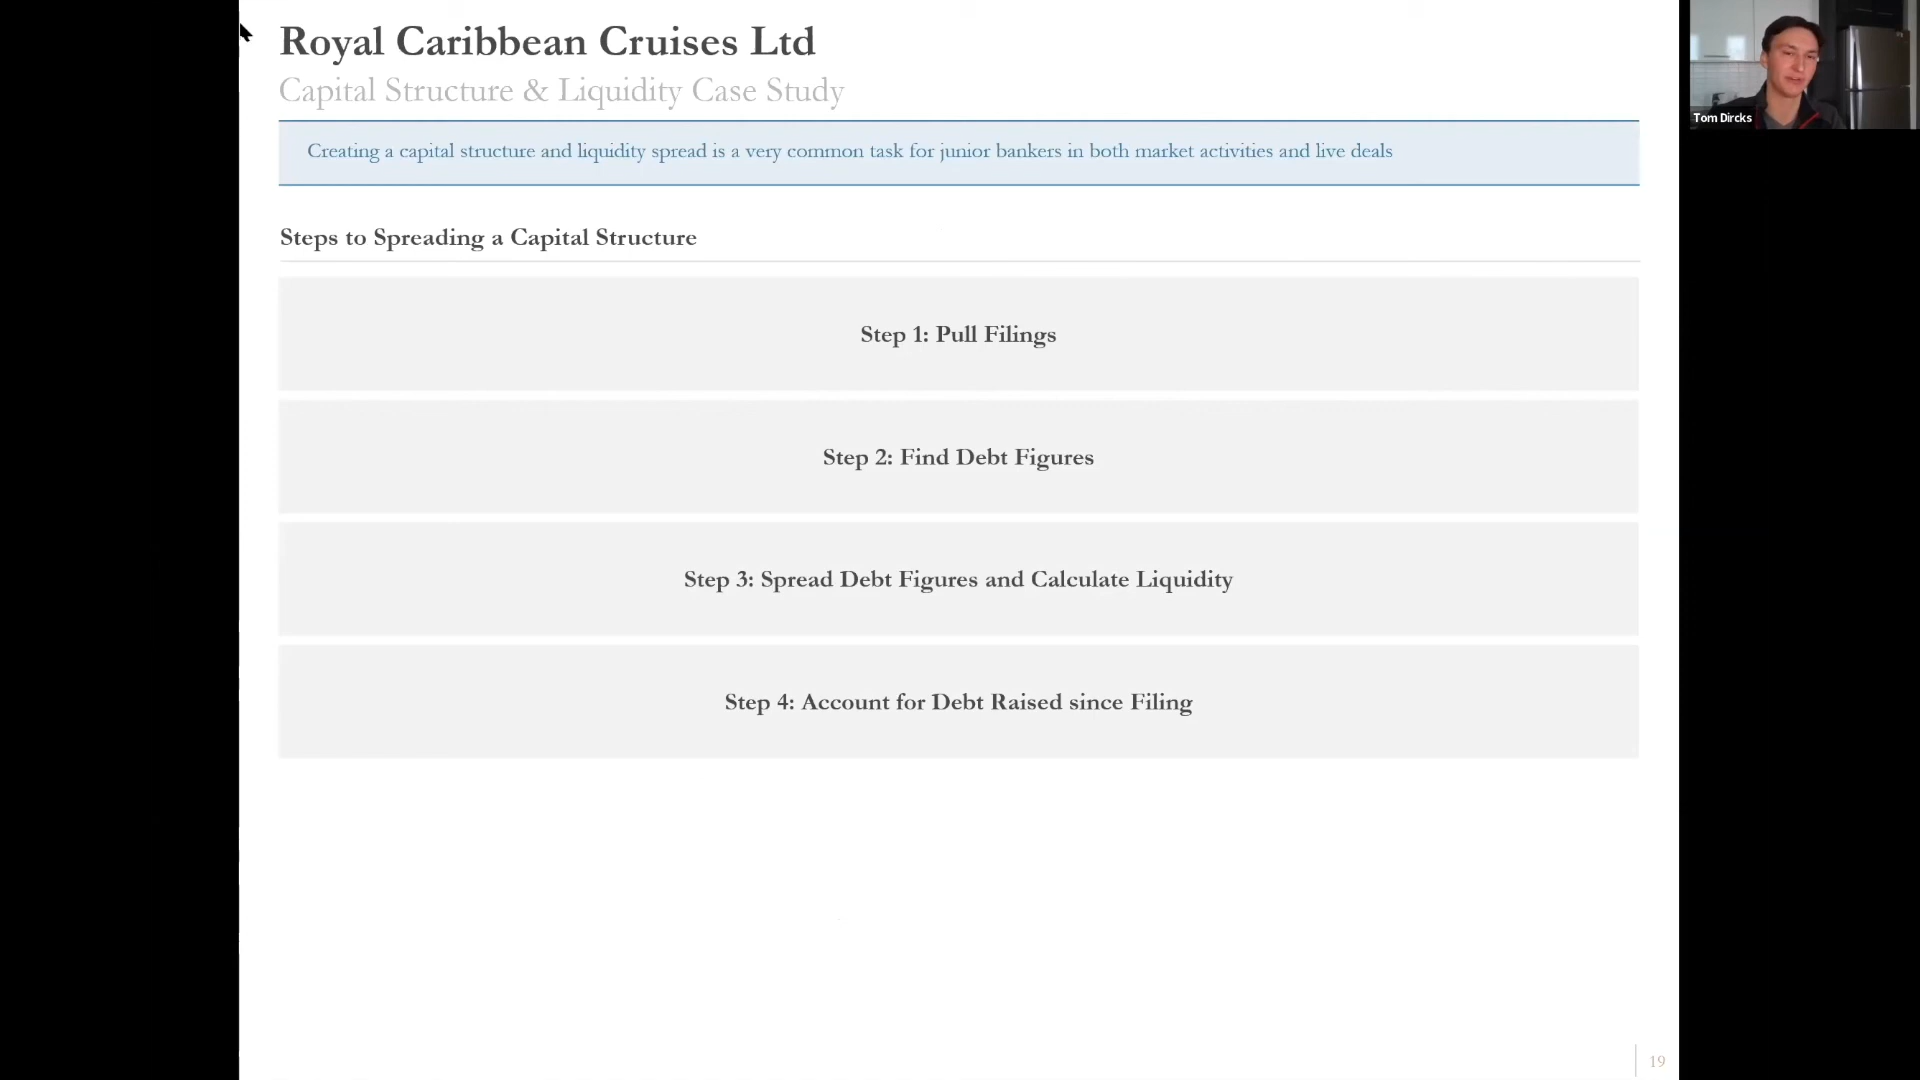 Royal Caribbean Cruises Ltd
Capital Structure & Liquidity Case Study
Creating a capital structure and liquidity spread is a very common task for junior bankers in both market activities and live deals
Steps to Spreading a Capital Structure
Step 1: Pull Filings
Step 2: Find Debt Figures
Step 3: Spread Debt Figures and Calculate Liquidity
Step 4: Account for Debt Raised since Filing
19
Tom Dircks